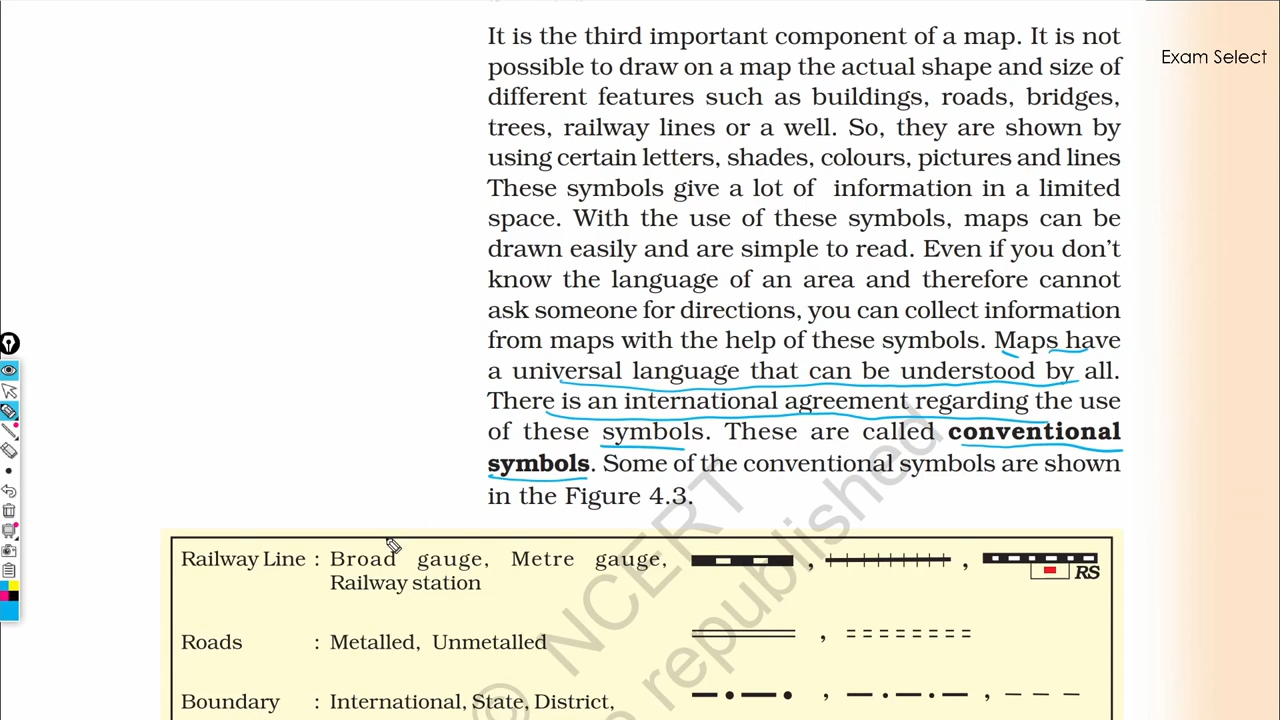 It is the third important component of a map. It is not
possible to draw on a map the actual shape and size of
different features such as buildings, roads, bridges,
trees, railway lines or a well. So, they are shown by
using certain letters, shades, colours, pictures and lines
These symbols give a lot of information in a limited
space. With the use of these symbols, maps can be
drawn easily and are simple to read. Even if you don't
know the language of an area and therefore cannot
ask someone for directions, you can collect information
from maps with the help of these symbols. Maps have
a universal language that can be understood by all.
There is an international agreement regarding the use
of these symbols. These are called conventional
symbols. Some of the conventional symbols are shown
in the Figure 4.3.
Exam Select
Railway Line : Broad gauge, Metre gauge, , ,
Railway station RS
Roads : Metalled, Unmetalled ,
Boundary : International, State, District, , ,
© NCERT
republished